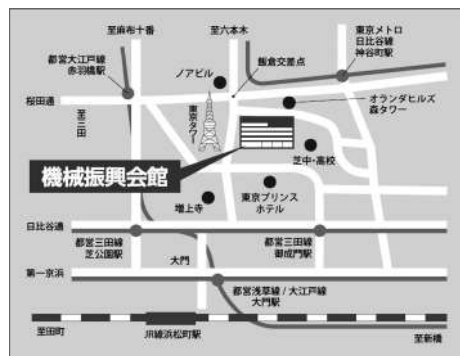 至麻布十番
至六本木
東京メトロ
日比谷線
神谷町駅
都営大江戸線
赤羽橋駅
ノアビル
飯倉交差点
桜田通
至三田
東京タワー
オランダヒルズ
森タワー
芝中・高校
機械振興会館
増上寺
東京プリンス
ホテル
日比谷通
都営三田線
芝公園駅
大門
都営三田線
御成門駅
第一京浜
都営浅草線/大江戸線
大門駅
至田町
JR線浜松町駅
至新橋